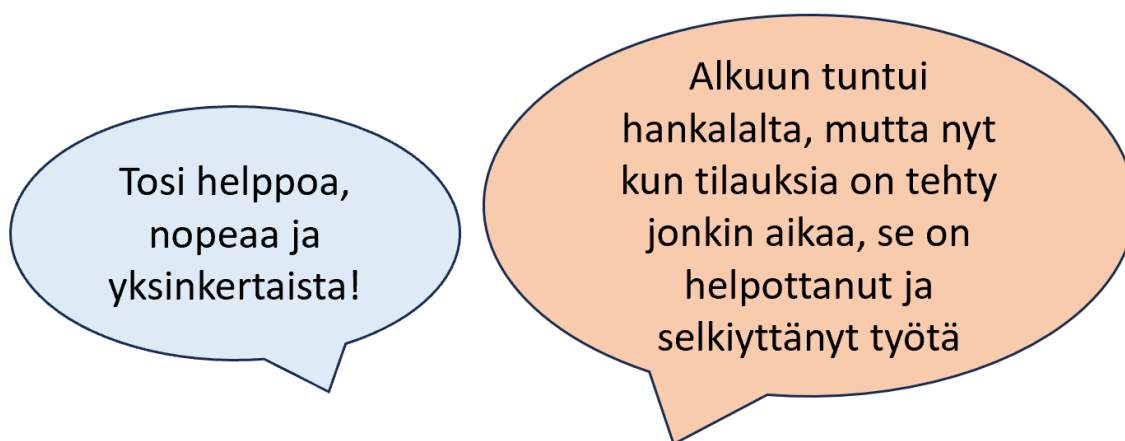 Tosi helppoa,
nopeaa ja
yksinkertaista!
Alkuun tuntui
hankalalta, mutta nyt
kun tilauksia on tehty
jonkin aikaa, se on
helpottanut ja
selkiyttänyt työtä